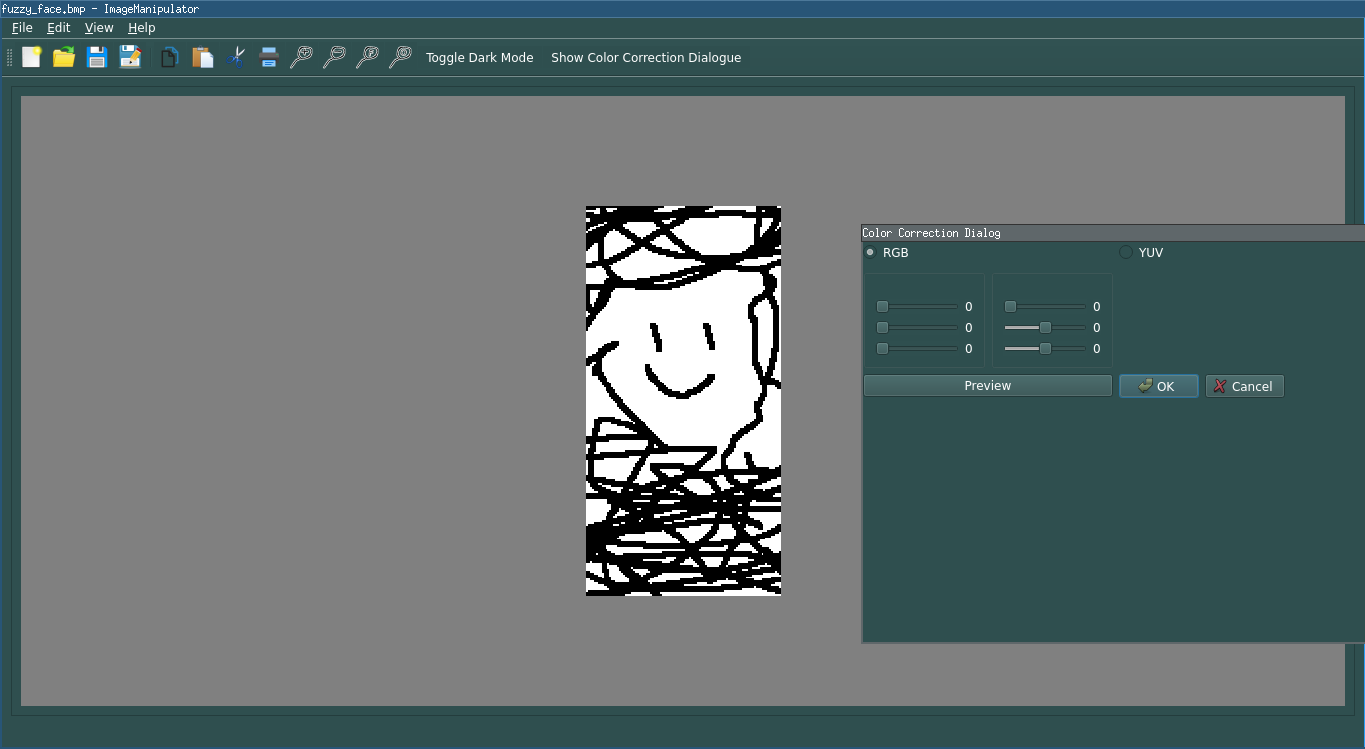 fuzzy_face.bmp - ImageManipulator
File Edit View Help
Toggle Dark Mode Show Color Correction Dialogue
Color Correction Dialog
RGB YUV
0 0
0 0
0 0
Preview OK Cancel